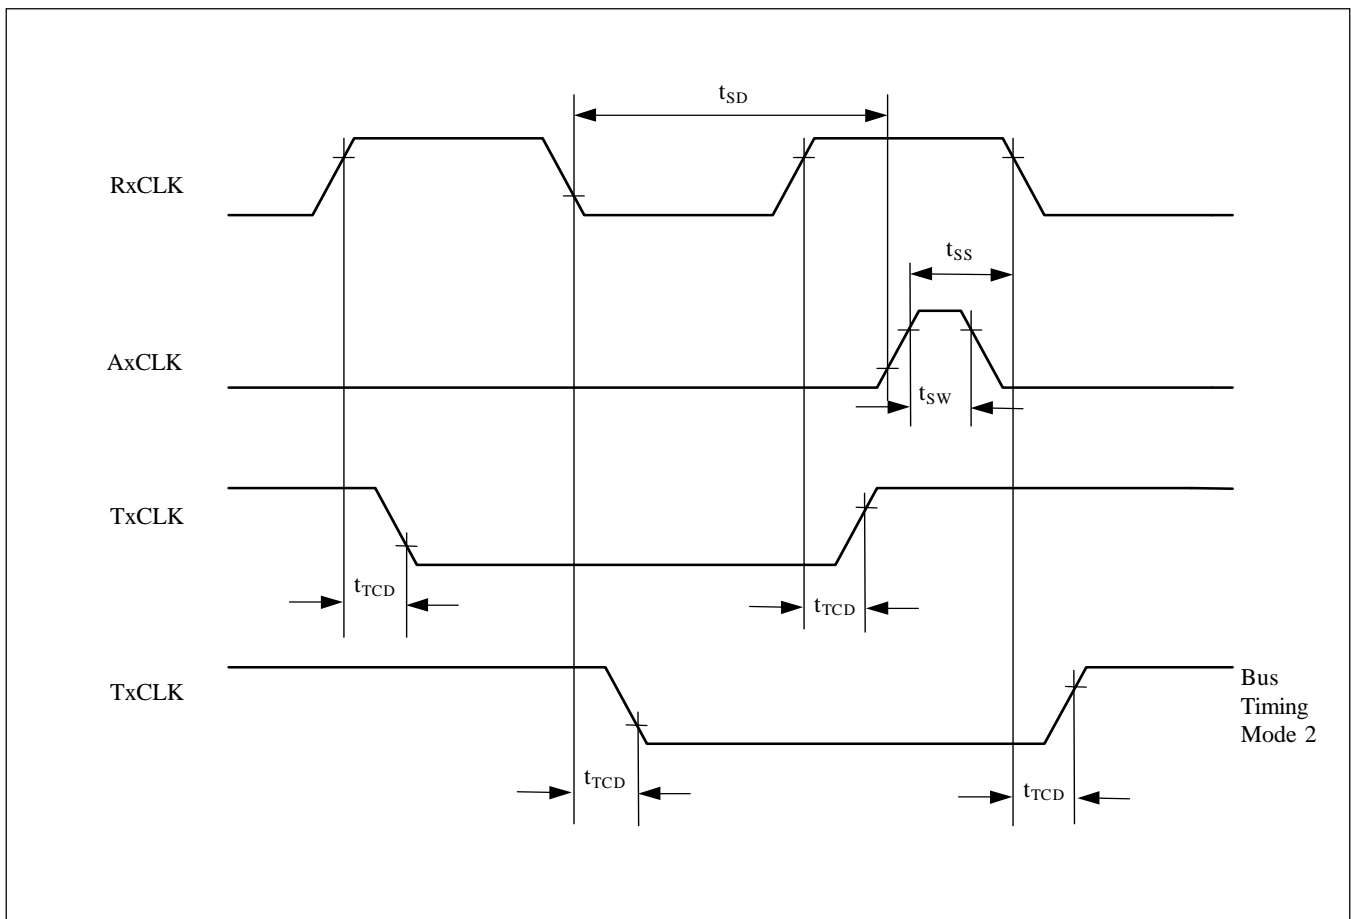 tSD
RxCLK
tSS
AxCLK
tSW
TxCLK
tTCD
tTCD
TxCLK
Bus
Timing
Mode 2
tTCD
tTCD